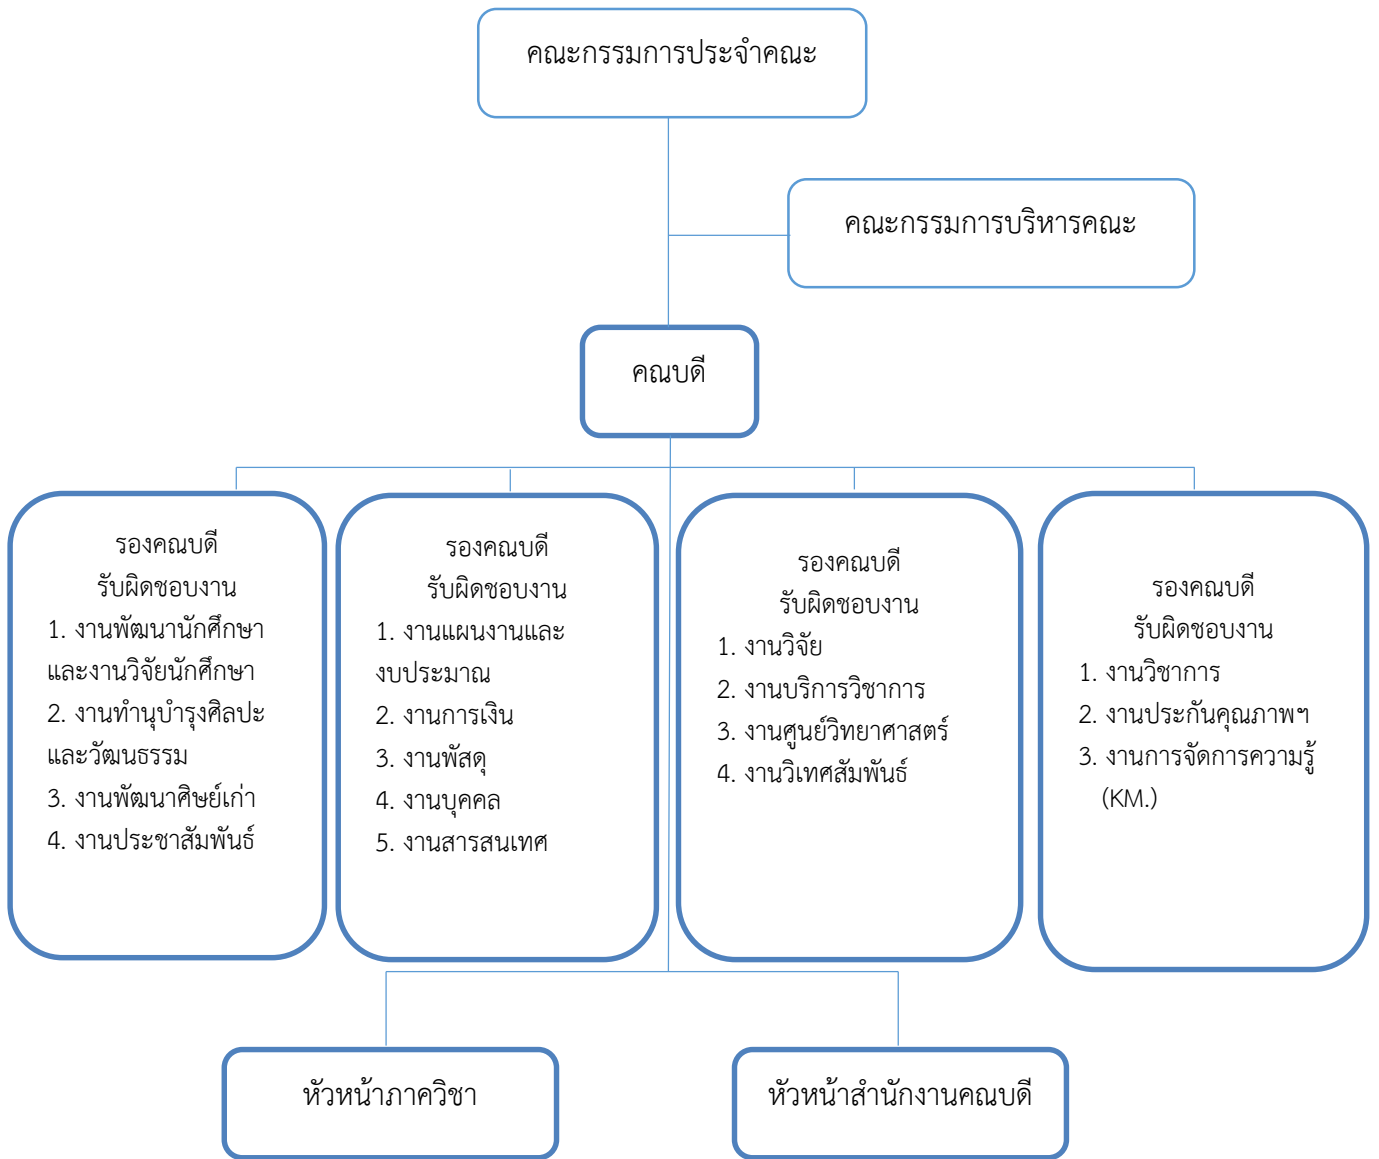 คณะกรรมการประจำคณะ
คณะกรรมการบริหารคณะ
คณบดี
รองคณบดี
รับผิดชอบงาน
1. งานพัฒนานักศึกษา
และงานวิจัยนักศึกษา
2. งานทำนุบำรุงศิลปะ
และวัฒนธรรม
3. งานพัฒนาศิษย์เก่า
4. งานประชาสัมพันธ์
รองคณบดี
รับผิดชอบงาน
1. งานแผนงานและ
งบประมาณ
2. งานการเงิน
3. งานพัสดุ
4. งานบุคคล
5. งานสารสนเทศ
รองคณบดี
รับผิดชอบงาน
1. งานวิจัย
2. งานบริการวิชาการ
3. งานศูนย์วิทยาศาสตร์
4. งานวิเทศสัมพันธ์
รองคณบดี
รับผิดชอบงาน
1. งานวิชาการ
2. งานประกันคุณภาพฯ
3. งานการจัดการความรู้
(KM.)
หัวหน้าภาควิชา
หัวหน้าสำนักงานคณบดี